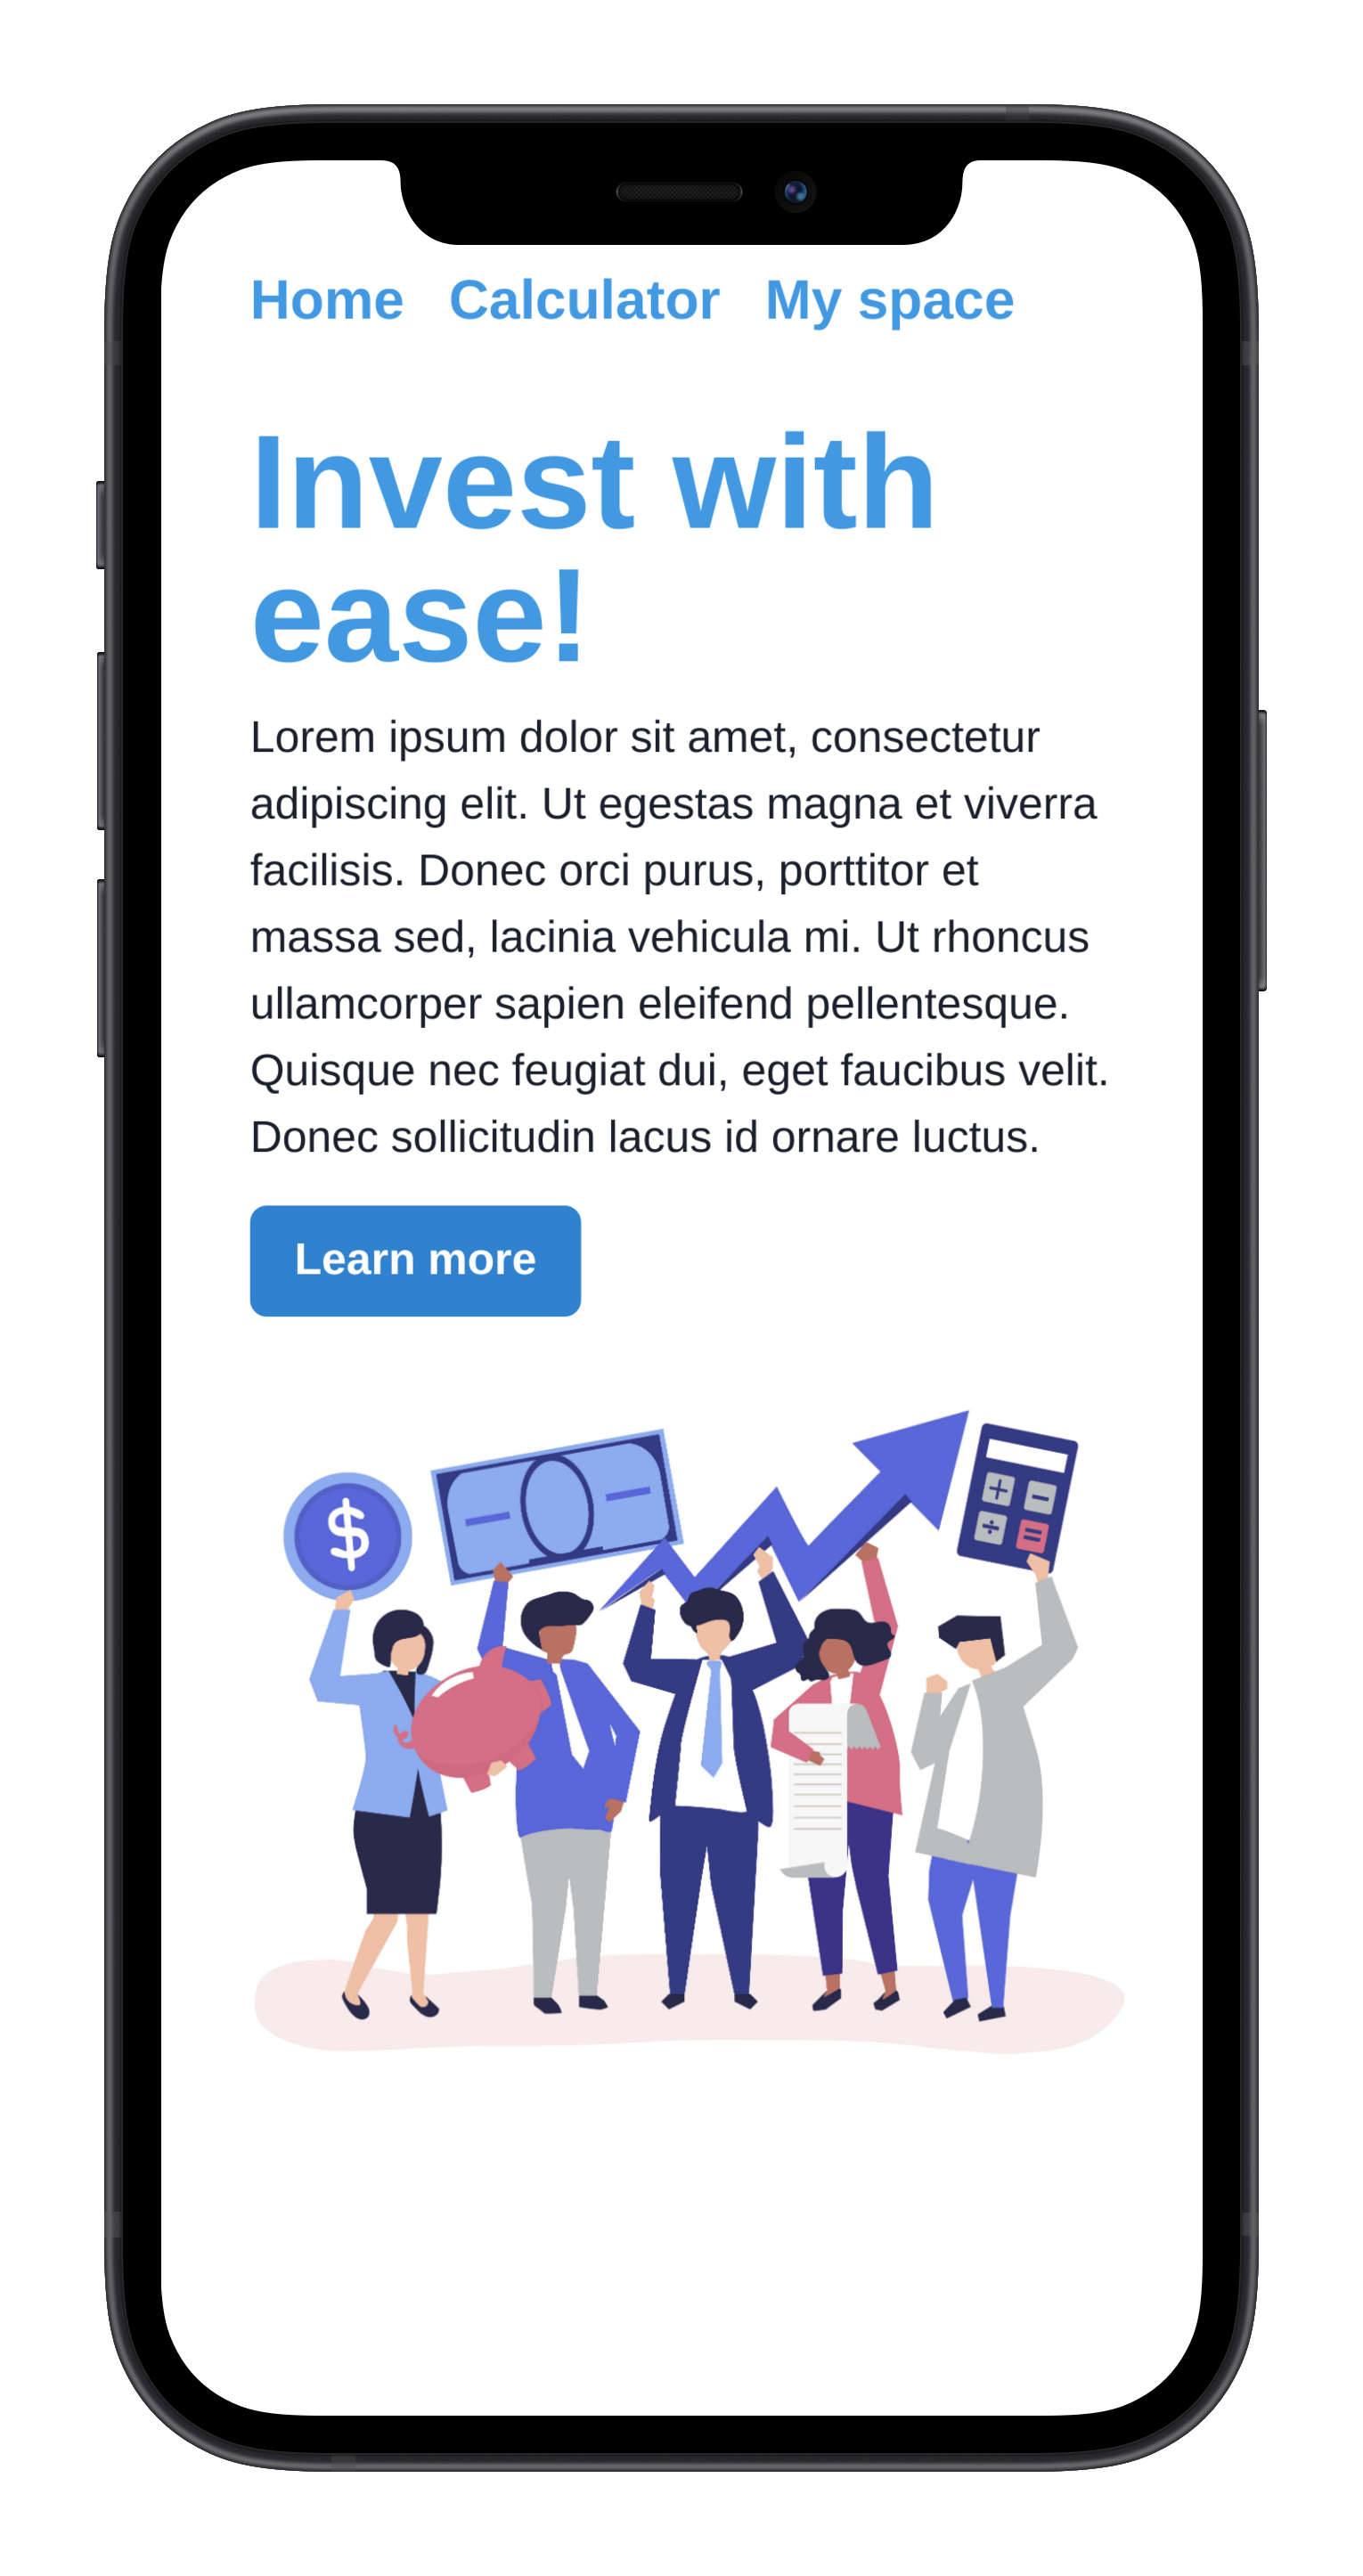 Home Calculator My space
Invest with
ease!
Lorem ipsum dolor sit amet, consectetur
adipiscing elit. Ut egestas magna et viverra
facilisis. Donec orci purus, porttitor et
massa sed, lacinia vehicula mi. Ut rhoncus
ullamcorper sapien eleifend pellentesque.
Quisque nec feugiat dui, eget faucibus velit.
Donec sollicitudin lacus id ornare luctus.
Learn more
$
+ −
÷ =